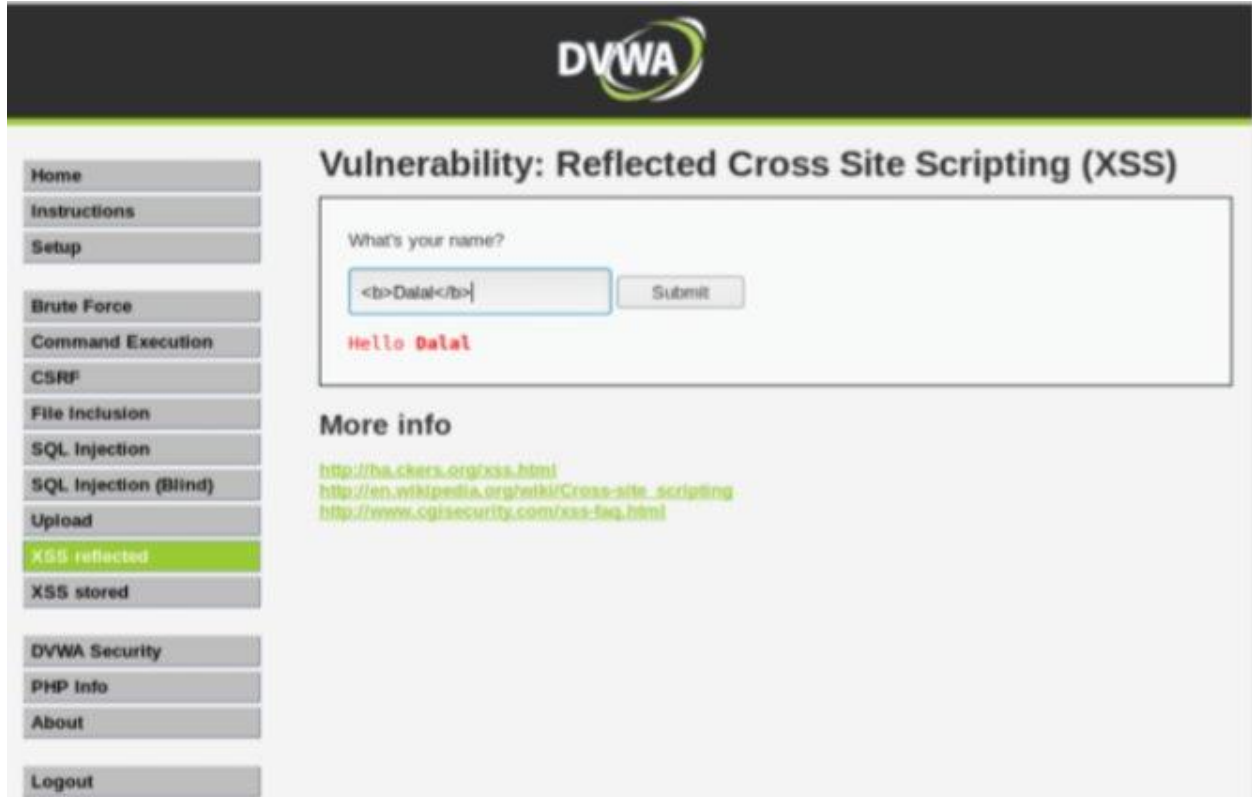 DVWA
Home
Instructions
Setup
Brute Force
Command Execution
CSRF
File Inclusion
SQL Injection
SQL Injection (Blind)
Upload
XSS reflected
XSS stored
DVWA Security
PHP Info
About
Logout
Vulnerability: Reflected Cross Site Scripting (XSS)
What's your name?
<b>Dalal</b>
Submit
Hello Dalal
More info
http://ha.ckers.org/xss.html
http://en.wikipedia.org/wiki/Cross-site_scripting
http://www.cgisecurity.com/xss-faq.html